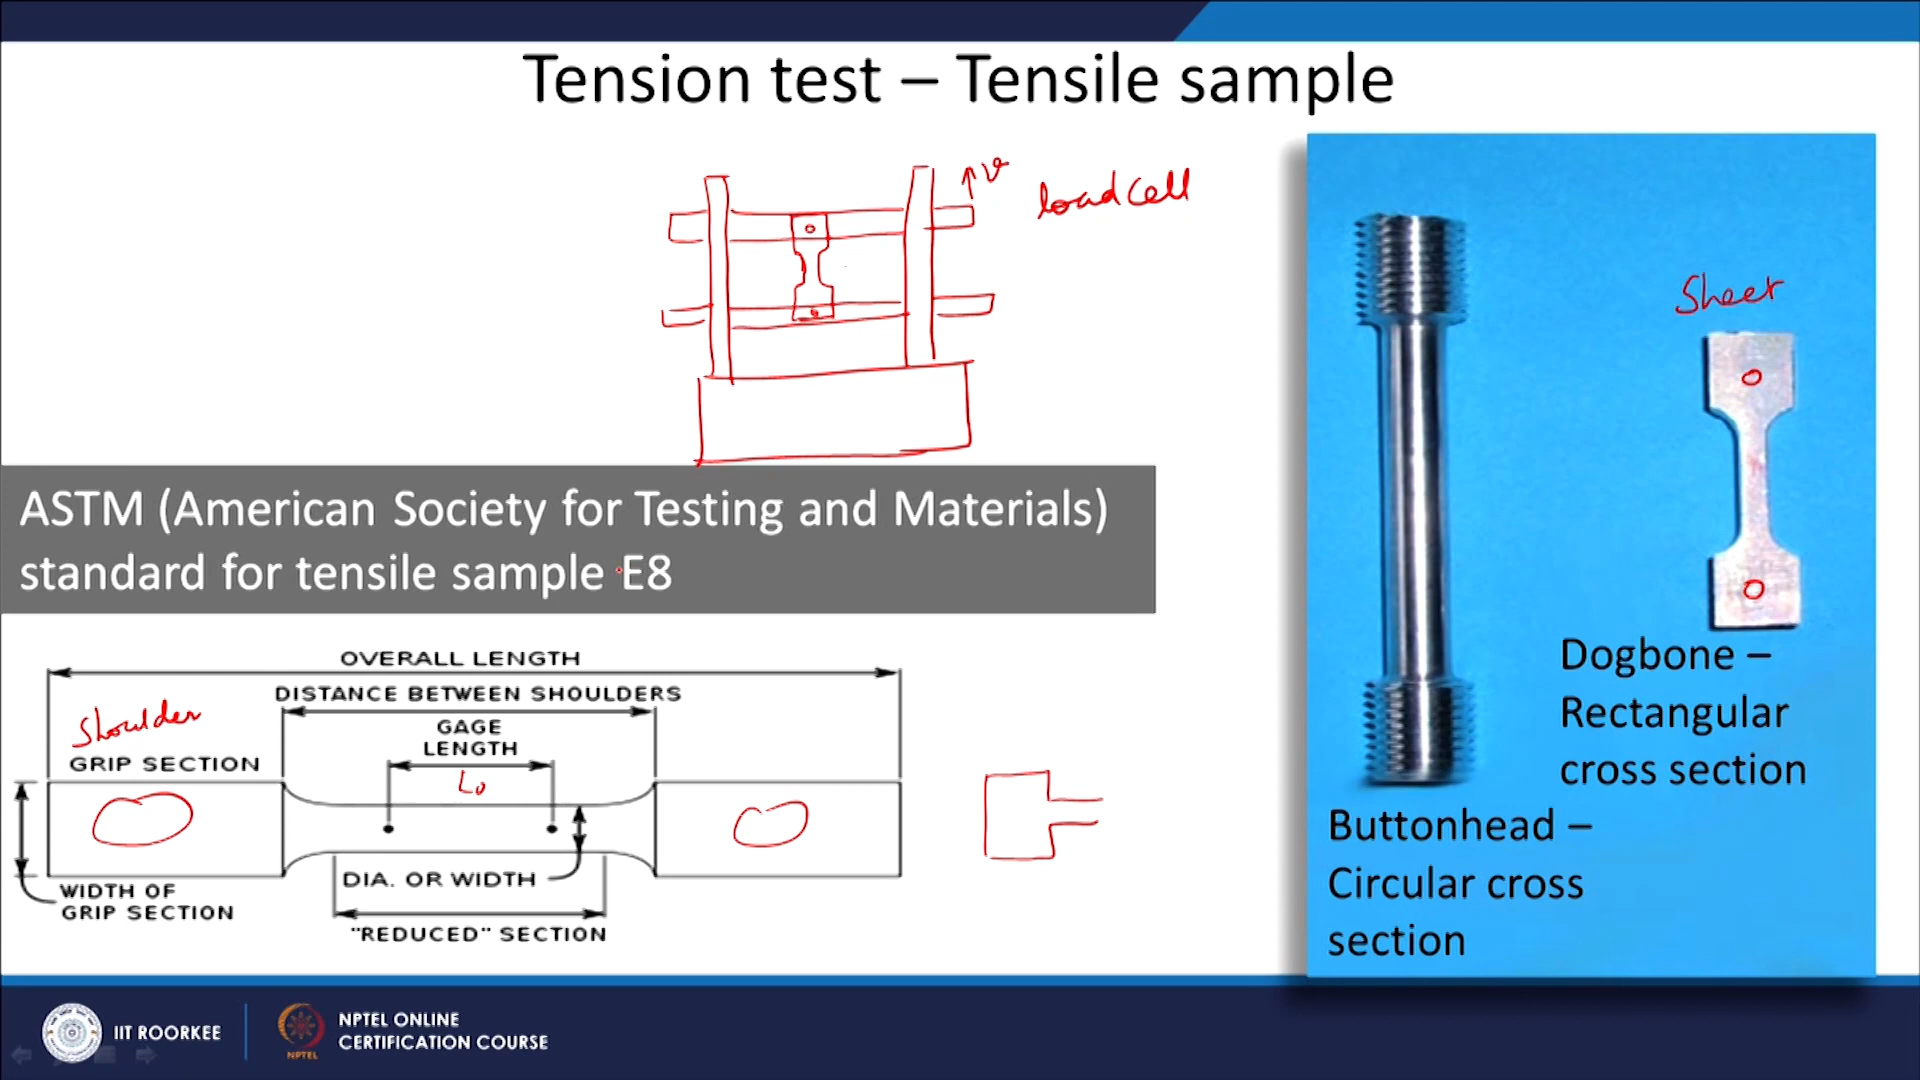 Tension test – Tensile sample
↑v
load cell
Sheet
ASTM (American Society for Testing and Materials)
standard for tensile sample E8
OVERALL LENGTH
DISTANCE BETWEEN SHOULDERS
Shoulder
GAGE
LENGTH
GRIP SECTION
Lo
DIA. OR WIDTH
WIDTH OF
GRIP SECTION
"REDUCED" SECTION
Dogbone –
Rectangular
cross section
Buttonhead –
Circular cross
section
IIT ROORKEE
NPTEL
NPTEL ONLINE
CERTIFICATION COURSE